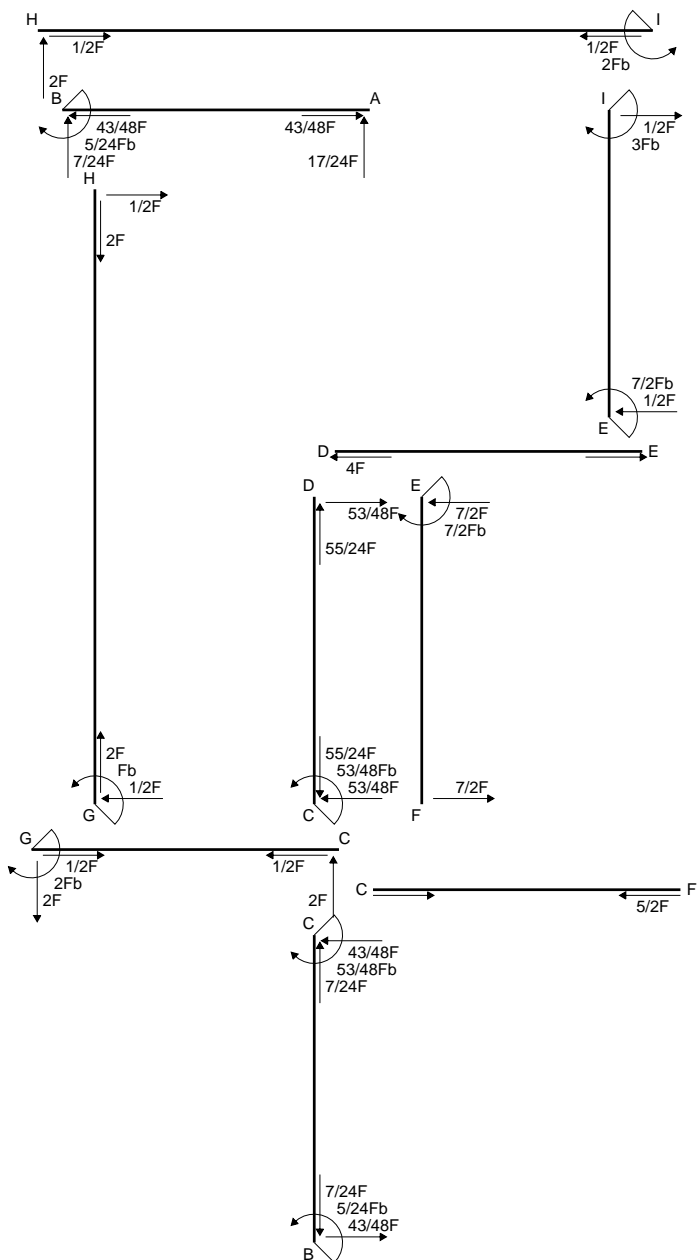 H I
1/2F 1/2F
2Fb
2F
B A
43/48F 43/48F
5/24Fb
7/24F 17/24F
I
1/2F
3Fb
H
1/2F
2F
7/2Fb
1/2F
E
D E
4F
D E
53/48F 7/2F
7/2Fb
55/24F
2F 55/24F
Fb 53/48Fb
1/2F 53/48F 7/2F
G C F
G C
1/2F 1/2F
2Fb
2F 2F
C F
5/2F
C
43/48F
53/48Fb
7/24F
7/24F
5/24Fb
43/48F
B